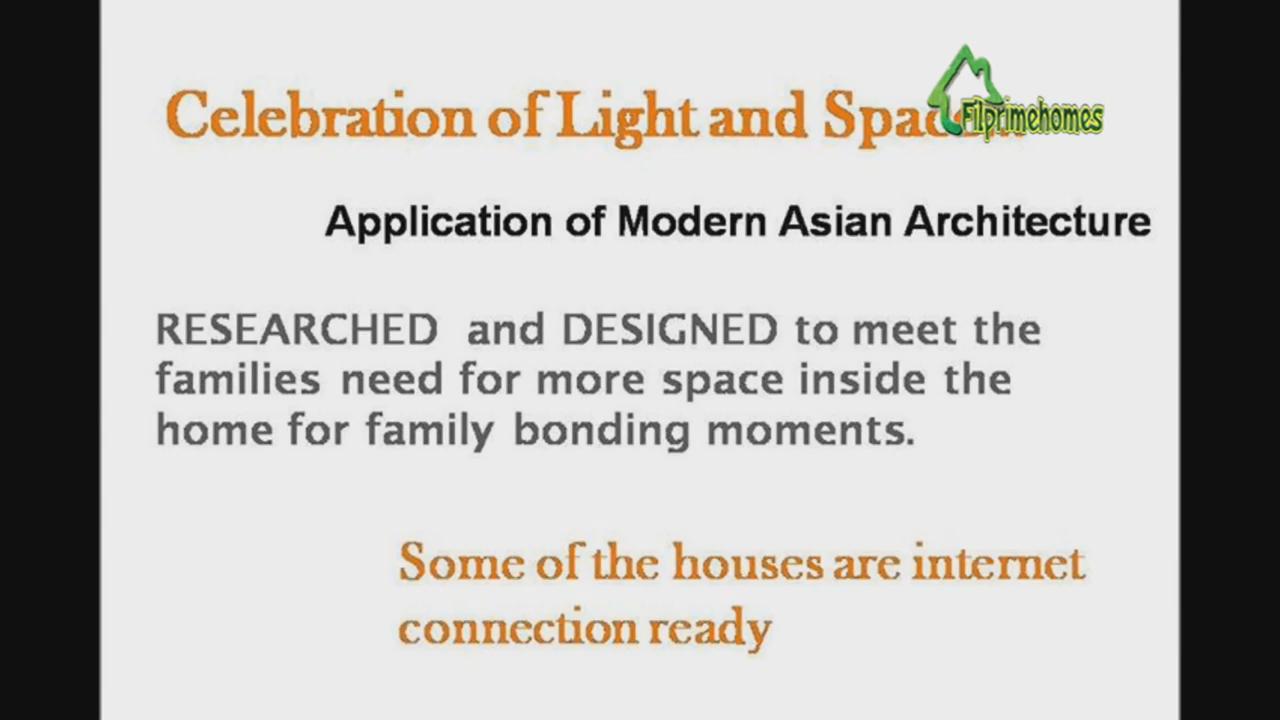 Celebration of Light and Space
Filprimehomes
Application of Modern Asian Architecture
RESEARCHED and DESIGNED to meet the
families need for more space inside the
home for family bonding moments.
Some of the houses are internet
connection ready